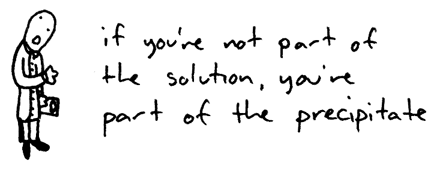 if you're not part of
the solution, you're
part of the precipitate